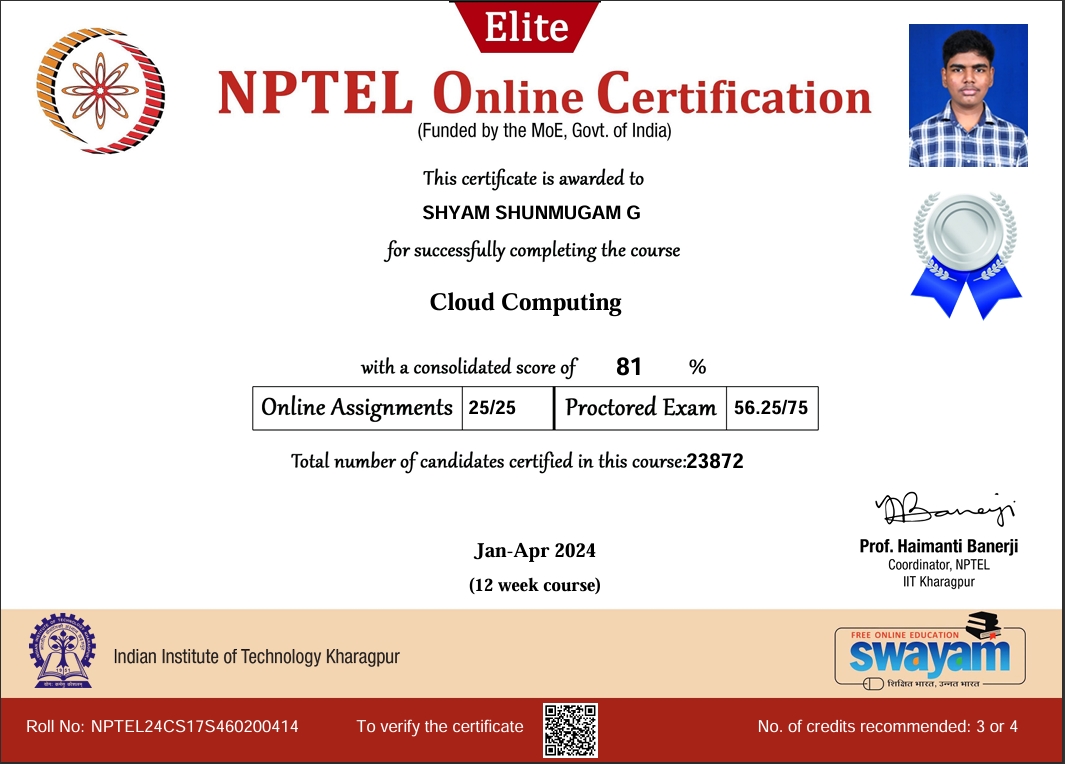 Elite
NPTEL Online Certification
(Funded by the MoE, Govt. of India)
This certificate is awarded to
SHYAM SHUNMUGAM G
for successfully completing the course
Cloud Computing
with a consolidated score of 81 %
Online Assignments 25/25 Proctored Exam 56.25/75
Total number of candidates certified in this course:23872
Prof. Haimanti Banerji
Coordinator, NPTEL
IIT Kharagpur
Jan-Apr 2024
(12 week course)
Indian Institute of Technology Kharagpur
FREE ONLINE EDUCATION
swayam
शिक्षित भारत, उन्नत भारत
Roll No: NPTEL24CS17S460200414 To verify the certificate No. of credits recommended: 3 or 4